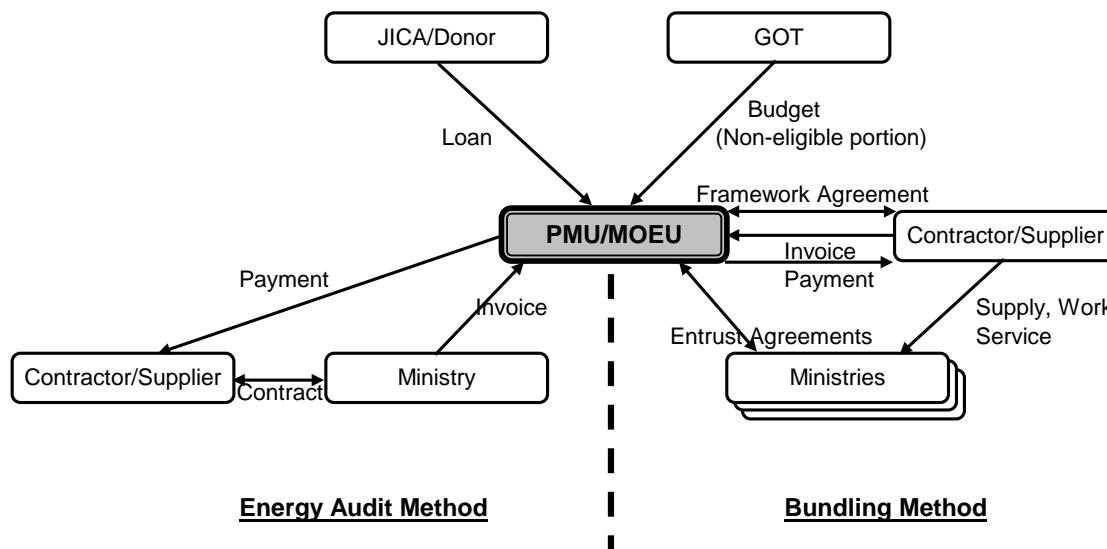 JICA/Donor
GOT
Loan
Budget
(Non-eligible portion)
Framework Agreement
PMU/MOEU
Contractor/Supplier
Invoice
Payment
Payment
Invoice
Supply, Work
Service
Entrust Agreements
Contractor/Supplier
Contract
Ministry
Ministries
Energy Audit Method
Bundling Method